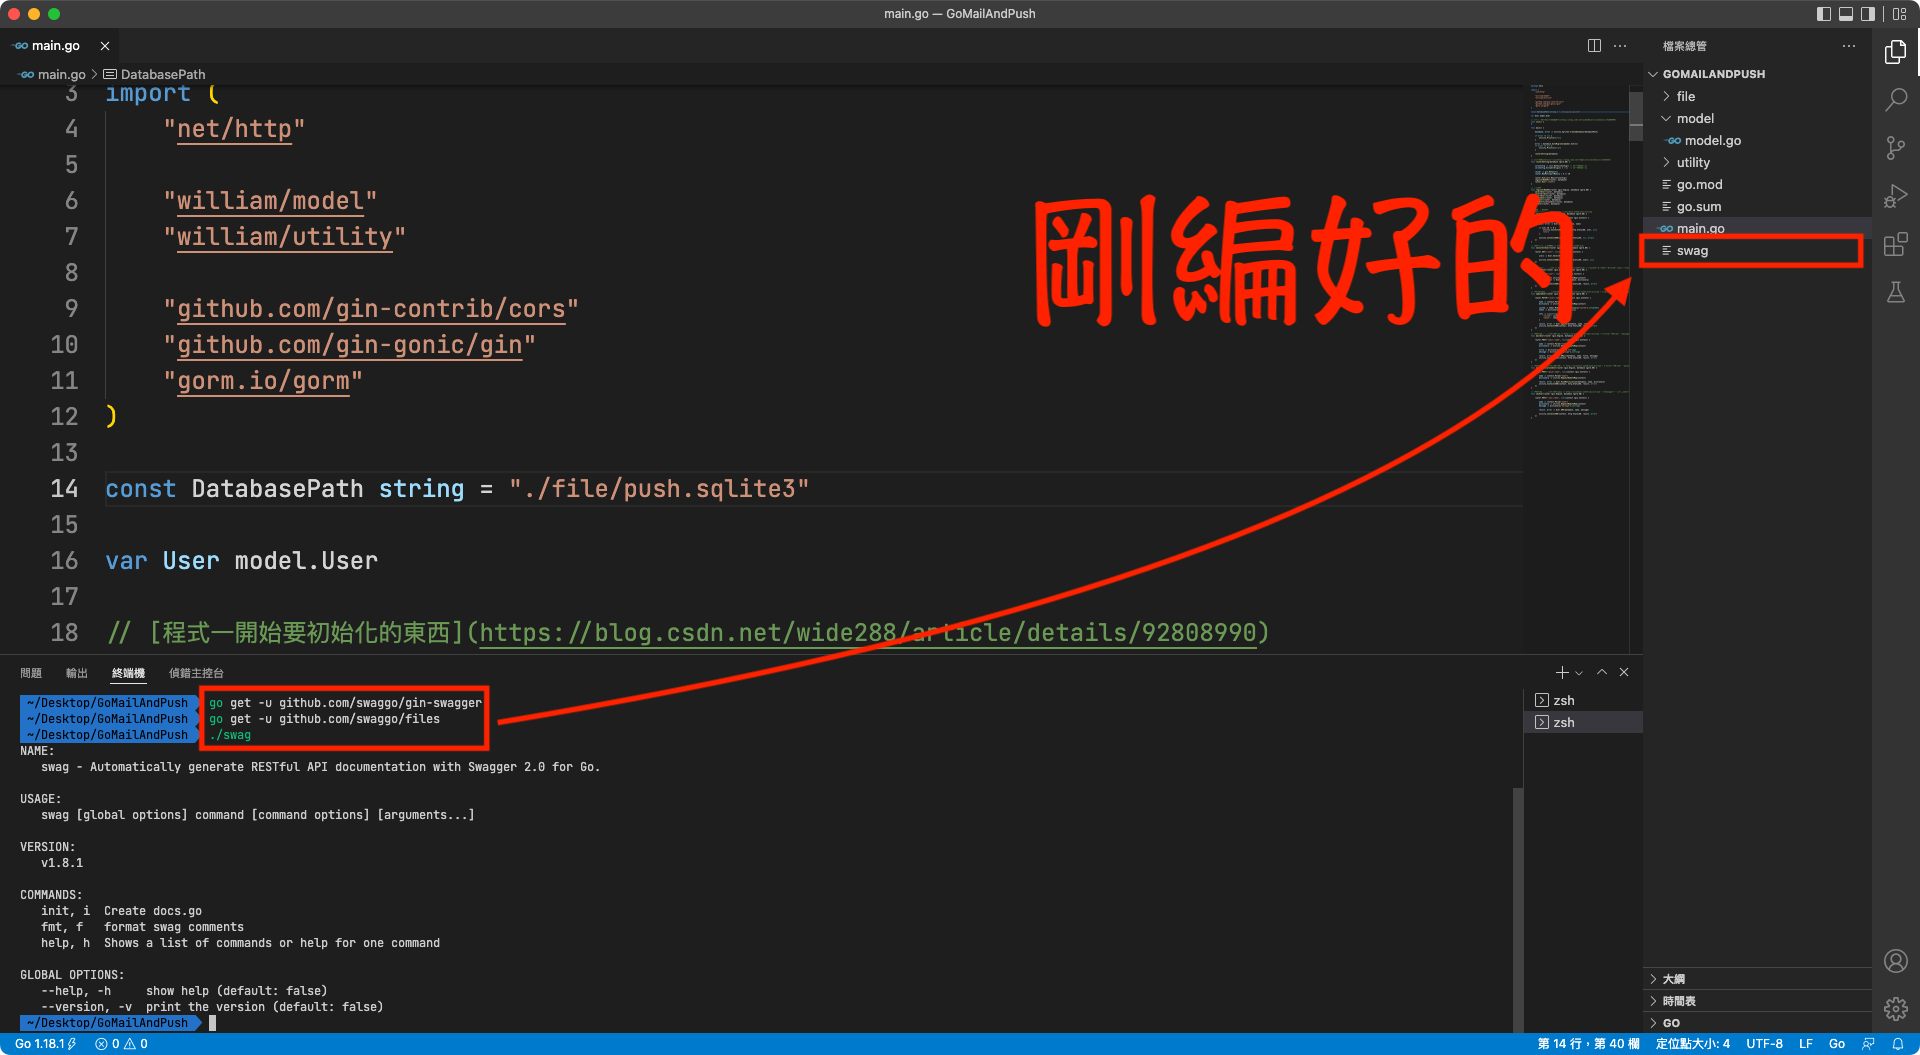 main.go — GoMailAndPush
main.go
main.go > DatabasePath
3 import (
4 "net/http"
5
6 "william/model"
7 "william/utility"
8
9 "github.com/gin-contrib/cors"
10 "github.com/gin-gonic/gin"
11 "gorm.io/gorm"
12 )
13
14 const DatabasePath string = "./file/push.sqlite3"
15
16 var User model.User
17
18 // [程式一開始要初始化的東西](https://blog.csdn.net/wide288/article/details/92808990)
剛編好的
檔案總管
GOMAILANDPUSH
file
model
model.go
utility
go.mod
go.sum
main.go
swag
大綱
時間表
GO
問題 輸出 終端機 偵錯主控台
zsh
zsh
~/Desktop/GoMailAndPush go get -u github.com/swaggo/gin-swagger
~/Desktop/GoMailAndPush go get -u github.com/swaggo/files
~/Desktop/GoMailAndPush ./swag
NAME:
swag - Automatically generate RESTful API documentation with Swagger 2.0 for Go.
USAGE:
swag [global options] command [command options] [arguments...]
VERSION:
v1.8.1
COMMANDS:
init, i Create docs.go
fmt, f format swag comments
help, h Shows a list of commands or help for one command
GLOBAL OPTIONS:
--help, -h show help (default: false)
--version, -v print the version (default: false)
~/Desktop/GoMailAndPush
Go 1.18.1 0 0 第 14 行，第 40 欄 定位點大小: 4 UTF-8 LF Go